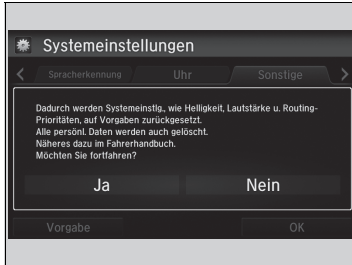 Systemeinstellungen
Spracherkennung
Uhr
Sonstige
Dadurch werden Systemeinstlg., wie Helligkeit, Lautstärke u. Routing-
Prioritäten, auf Vorgaben zurückgesetzt.
Alle persönl. Daten werden auch gelöscht.
Näheres dazu im Fahrerhandbuch.
Möchten Sie fortfahren?
Ja
Nein
Vorgabe
OK